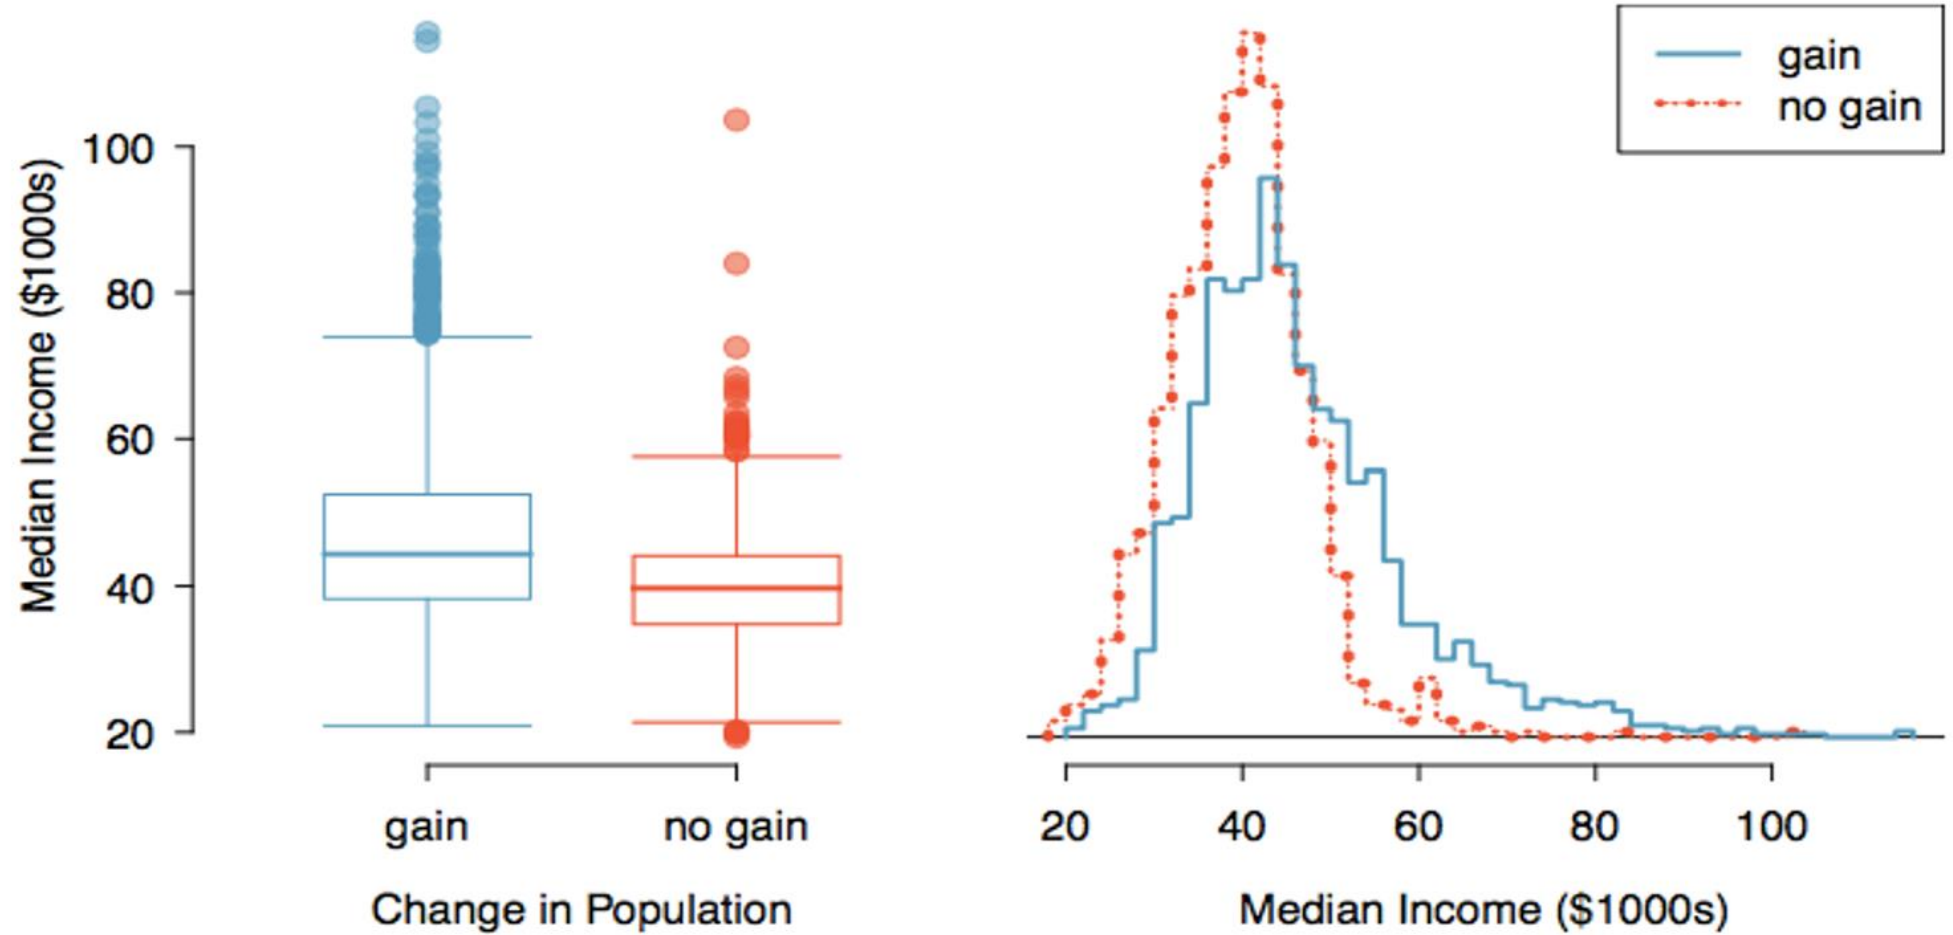 Median Income ($1000s)
100
80
60
40
20
gain
no gain
Change in Population
gain
no gain
20
40
60
80
100
Median Income ($1000s)